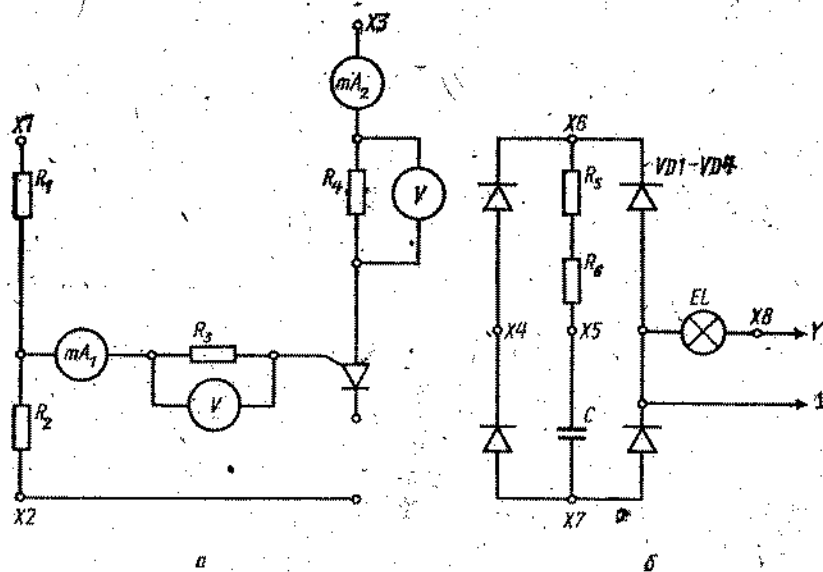 X3
mA₂
X1
R₁
R₄
V
X6
VD1-VD4
R₅
R₆
EL
X8
Y
X4
X5
mA₁
R₃
V
1
R₂
C
X2
X7
а
б